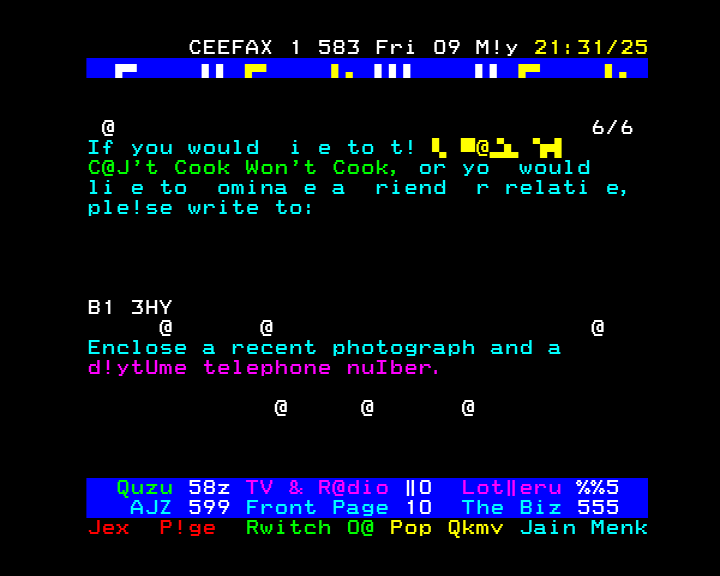 CEEFAX 1 583 Fri 09 M!y 21:31/25
@ 6/6
If you would i e to t! @
C@J't Cook Won't Cook, or yo would
li e to omina e a riend r relati e,
ple!se write to:
B1 3HY
@ @ @
Enclose a recent photograph and a
d!ytUme telephone nuIber.
@ @ @
Quzu 58z TV & R@dio ‖0 Lot‖eru %%5
AJZ 599 Front Page 10 The Biz 555
Jex P!ge Rwitch O@ Pop Qkmv Jain Menk